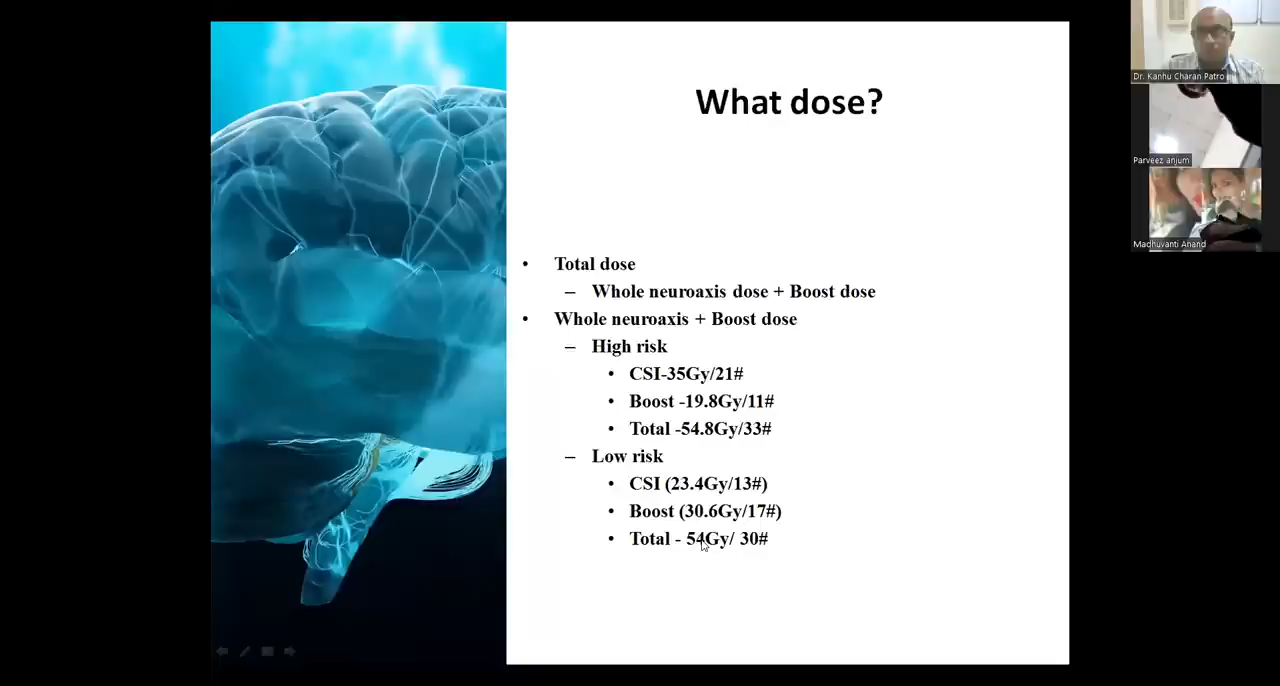 What dose?
• Total dose
– Whole neuroaxis dose + Boost dose
• Whole neuroaxis + Boost dose
– High risk
• CSI-35Gy/21#
• Boost -19.8Gy/11#
• Total -54.8Gy/33#
– Low risk
• CSI (23.4Gy/13#)
• Boost (30.6Gy/17#)
• Total - 54Gy/ 30#
Dr. Kanhu Charan Patro
Parveez anjum
Madhuvanti Anand